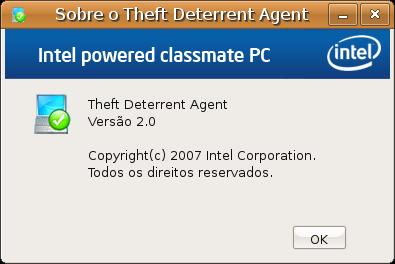 Sobre o Theft Deterrent Agent
Intel powered classmate PC
intel
Theft Deterrent Agent
Versão 2.0
Copyright(c) 2007 Intel Corporation.
Todos os direitos reservados.
OK